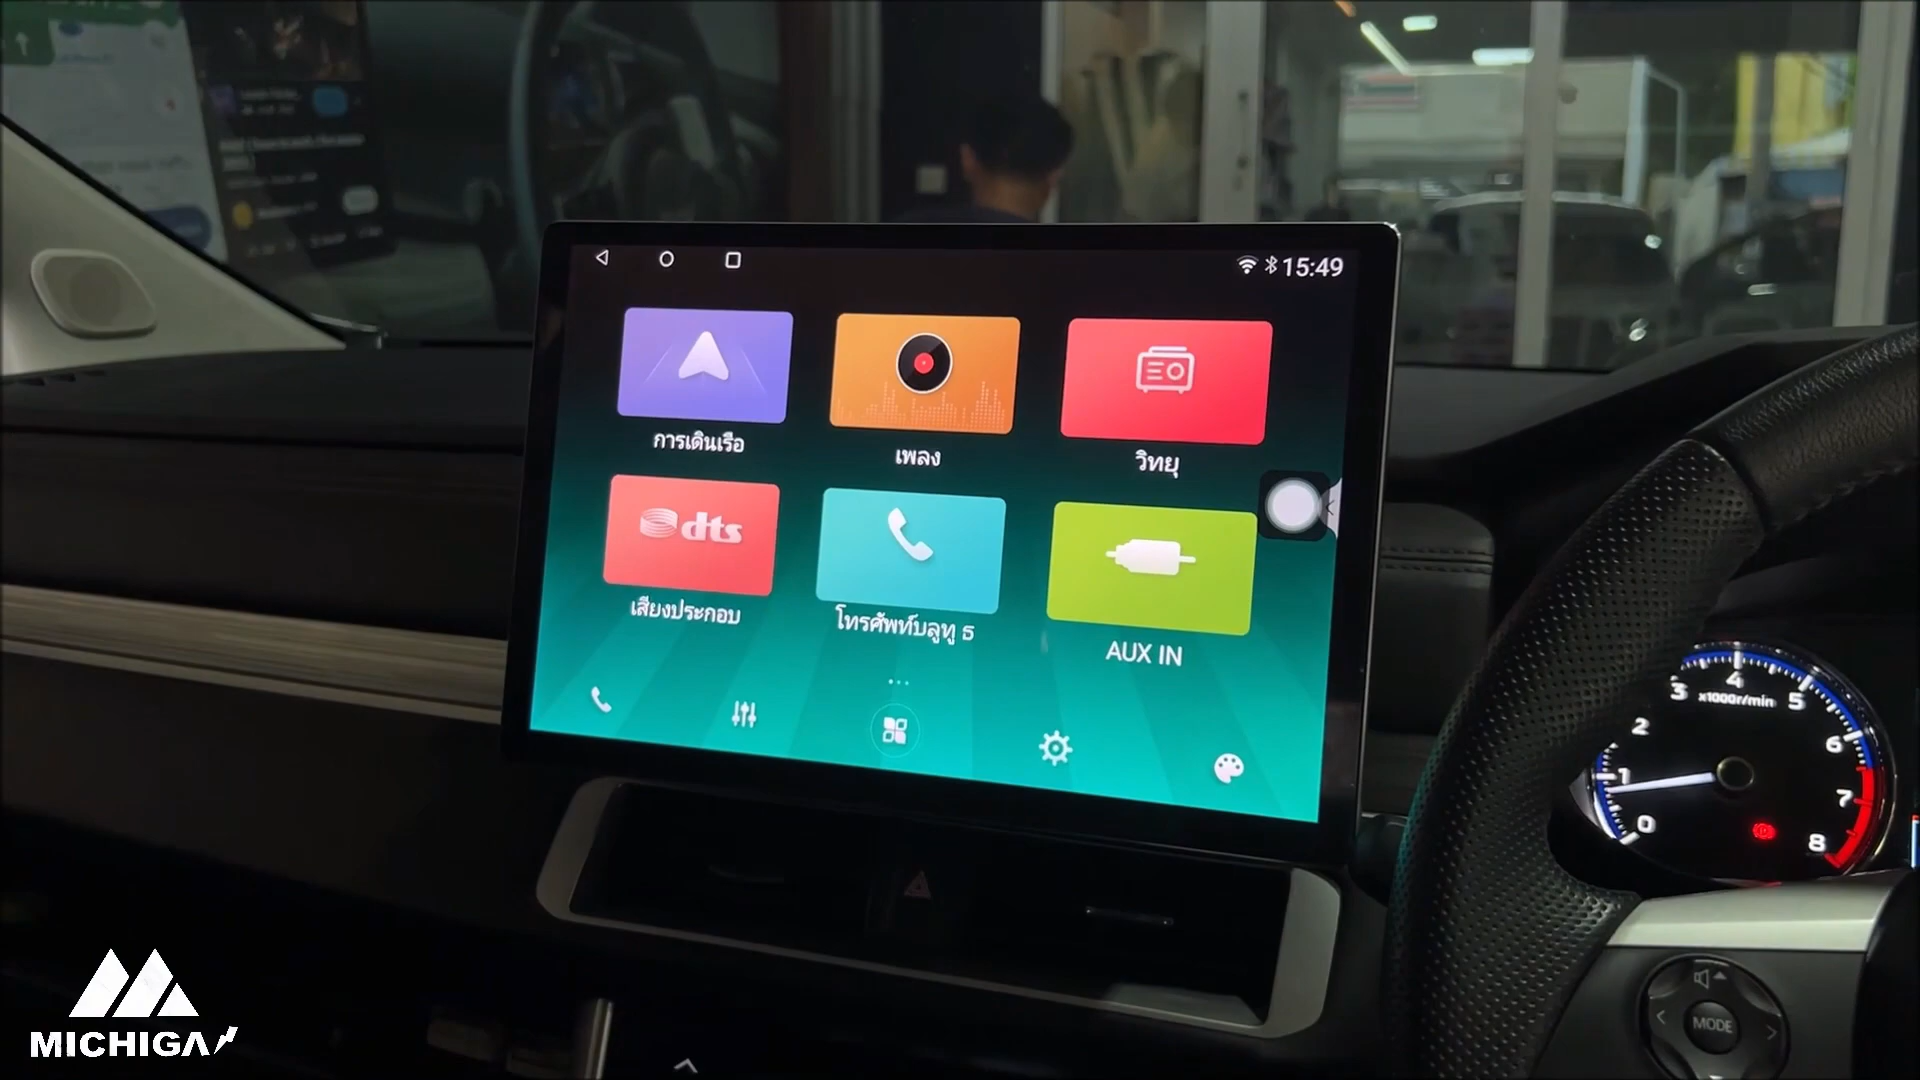 15:49
การเดินเรือ
เพลง
วิทยุ
dts
เสียงประกอบ
โทรศัพท์บลูทู ธ
AUX IN
0
1
2
3
4
5
6
7
8
x1000r/min
MODE
MICHIGA